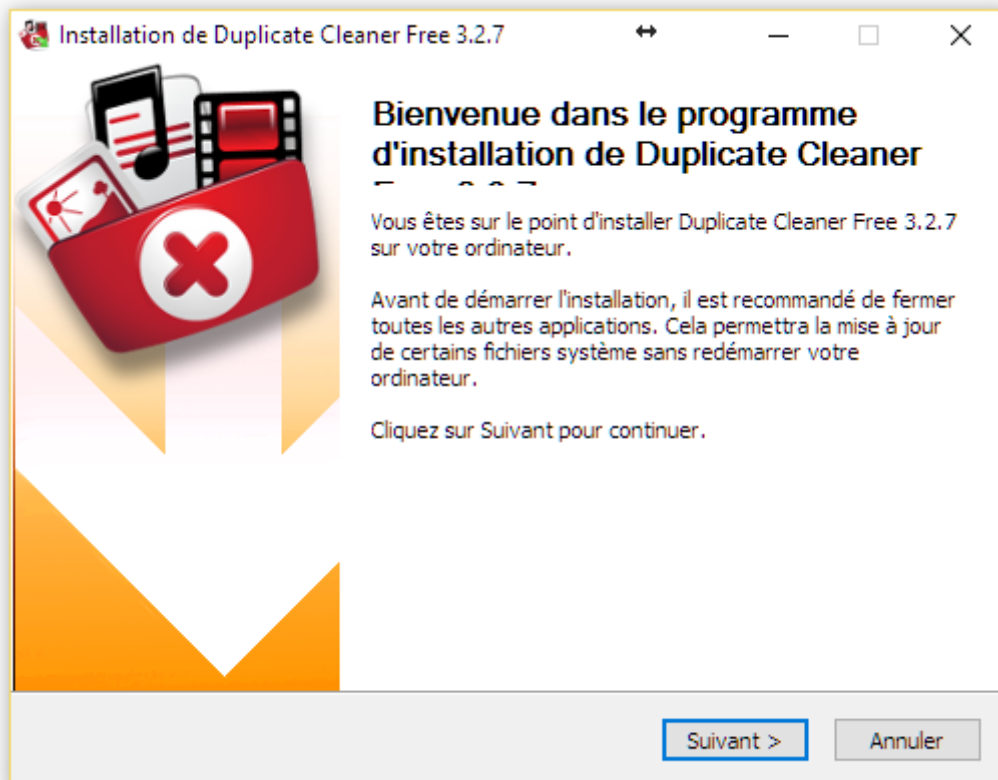 Installation de Duplicate Cleaner Free 3.2.7
Bienvenue dans le programme
d'installation de Duplicate Cleaner
Vous êtes sur le point d'installer Duplicate Cleaner Free 3.2.7
sur votre ordinateur.
Avant de démarrer l'installation, il est recommandé de fermer
toutes les autres applications. Cela permettra la mise à jour
de certains fichiers système sans redémarrer votre
ordinateur.
Cliquez sur Suivant pour continuer.
Suivant >
Annuler